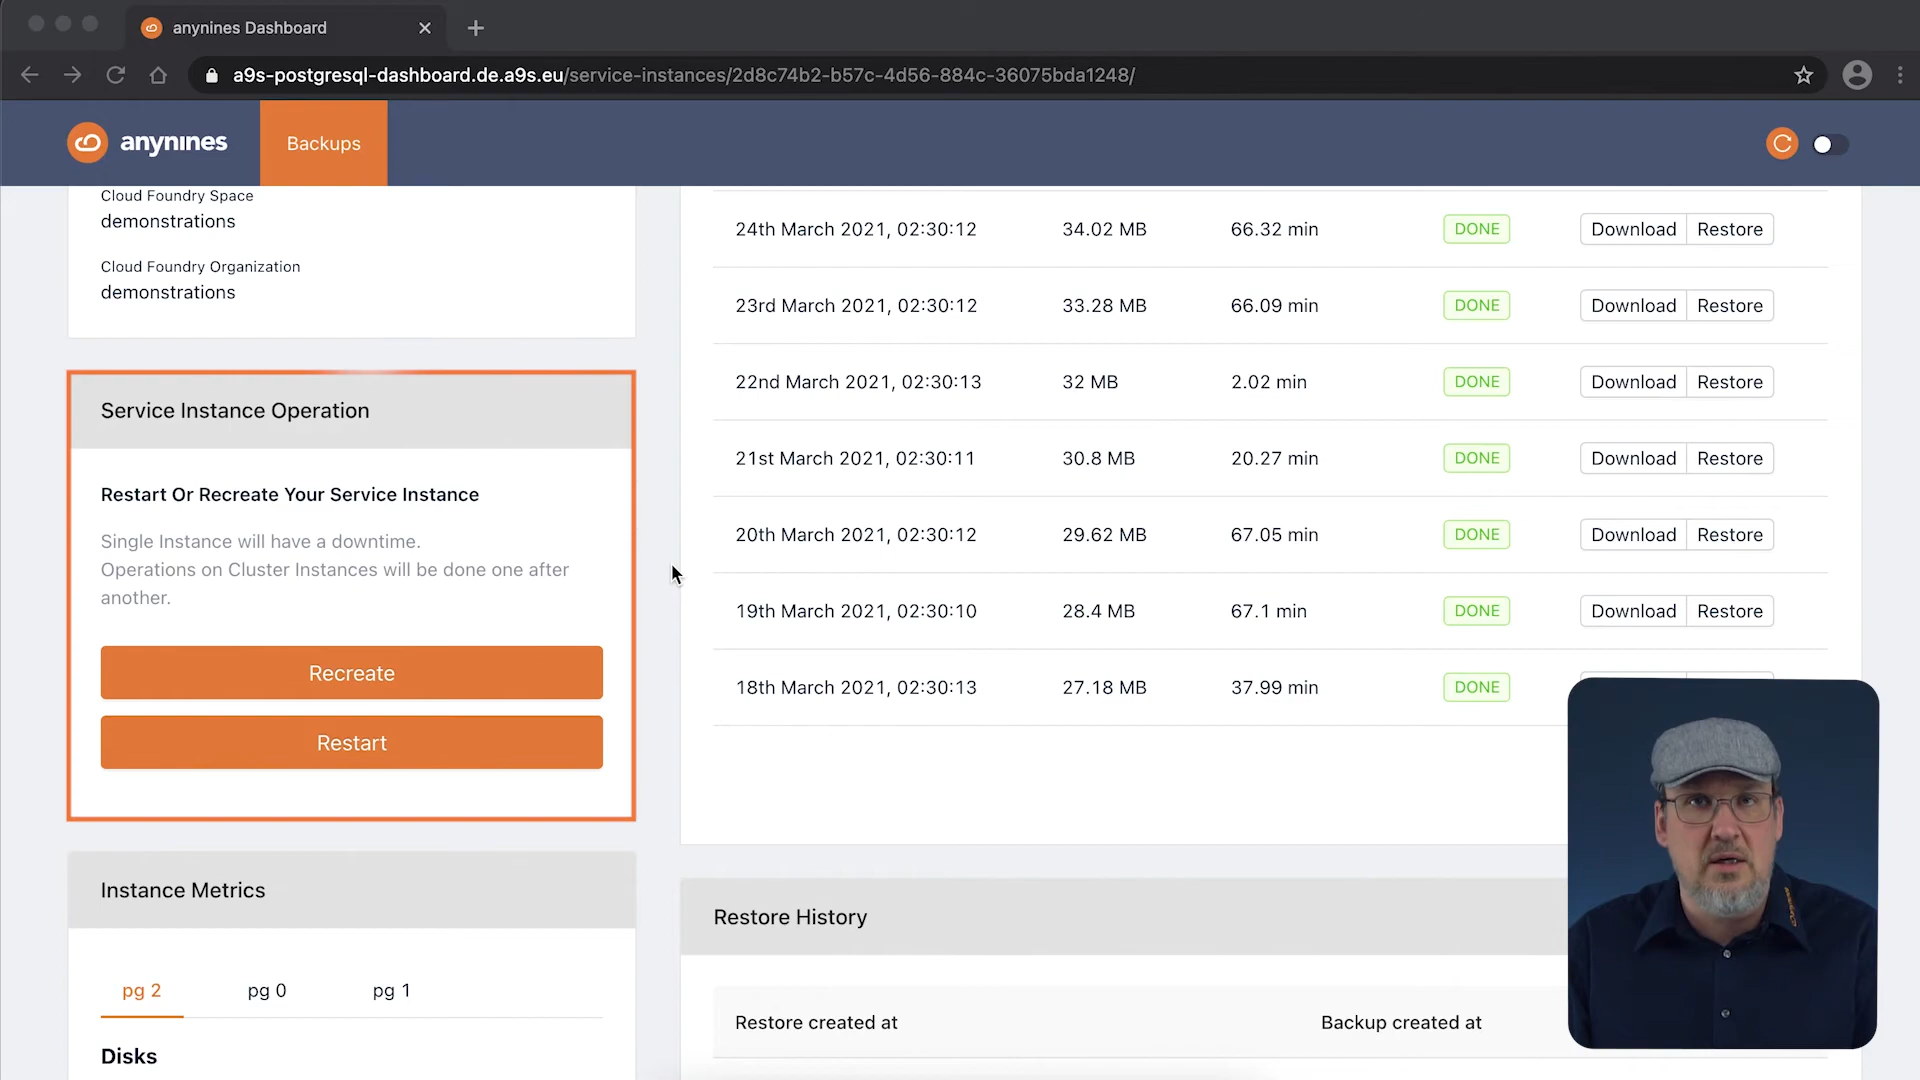 anynines Dashboard
a9s-postgresql-dashboard.de.a9s.eu/service-instances/2d8c74b2-b57c-4d56-884c-36075bda1248/
anynines
Backups
Cloud Foundry Space
demonstrations
Cloud Foundry Organization
demonstrations
Service Instance Operation
Restart Or Recreate Your Service Instance
Single Instance will have a downtime.
Operations on Cluster Instances will be done one after
another.
Recreate
Restart
Instance Metrics
pg 2 pg 0 pg 1
Disks
24th March 2021, 02:30:12 34.02 MB 66.32 min DONE Download Restore
23rd March 2021, 02:30:12 33.28 MB 66.09 min DONE Download Restore
22nd March 2021, 02:30:13 32 MB 2.02 min DONE Download Restore
21st March 2021, 02:30:11 30.8 MB 20.27 min DONE Download Restore
20th March 2021, 02:30:12 29.62 MB 67.05 min DONE Download Restore
19th March 2021, 02:30:10 28.4 MB 67.1 min DONE Download Restore
18th March 2021, 02:30:13 27.18 MB 37.99 min DONE
Restore History
Restore created at Backup created at